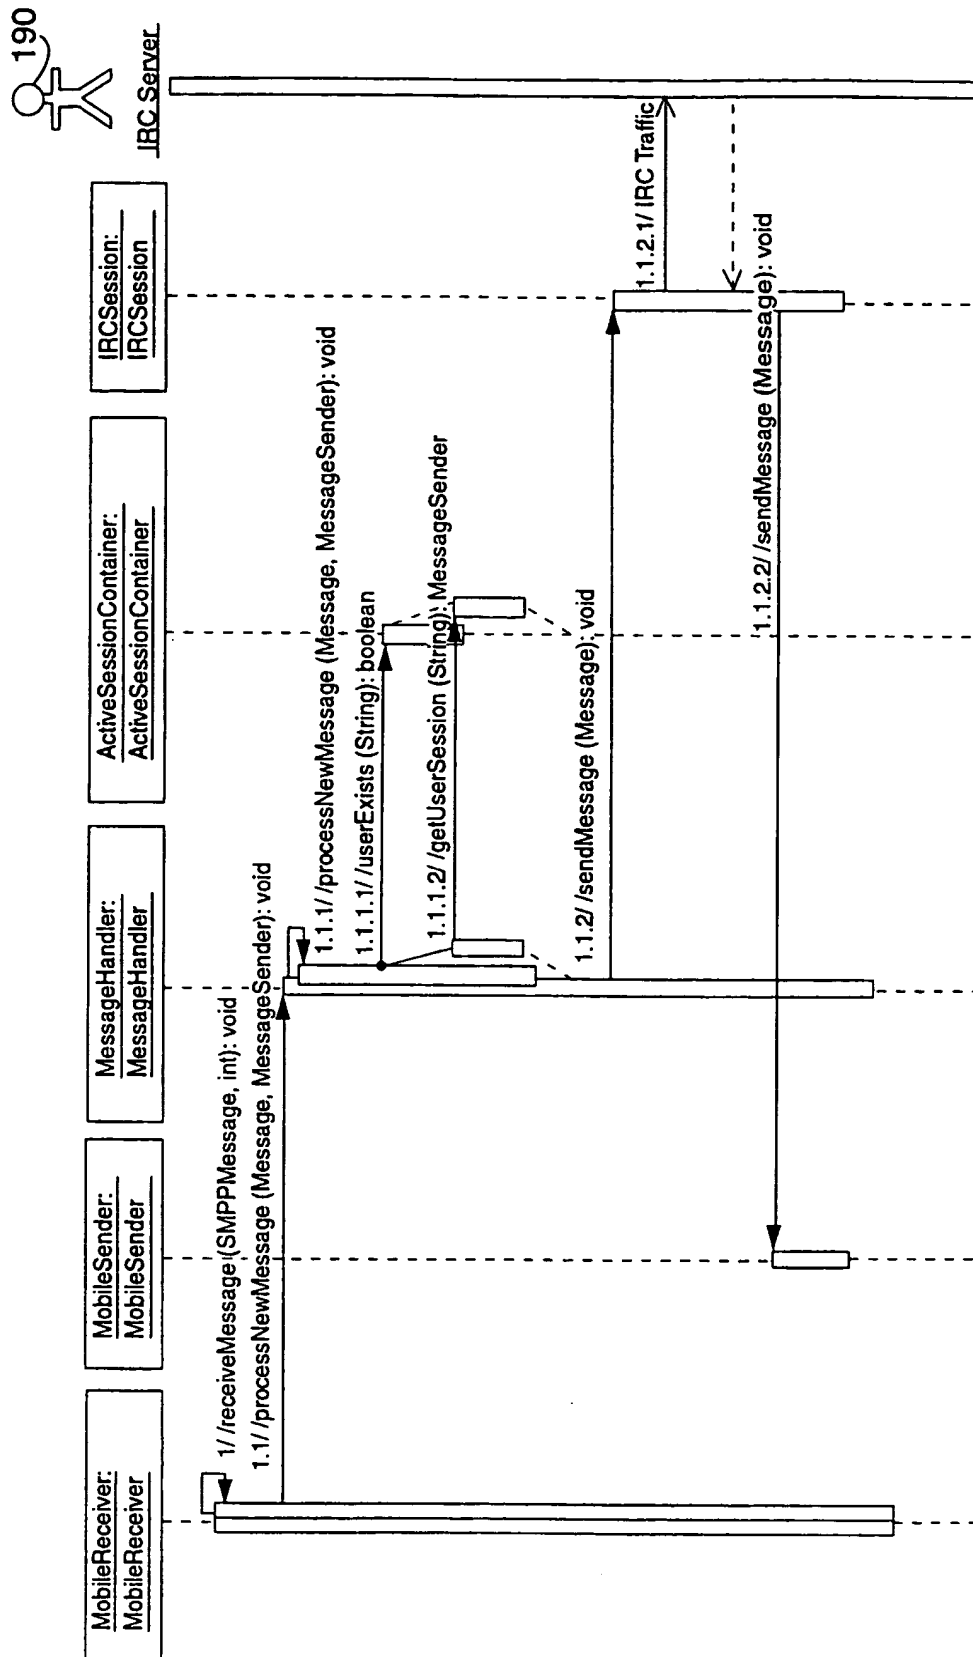 MobileReceiver:
MobileReceiver
MobileSender:
MobileSender
MessageHandler:
MessageHandler
ActiveSessionContainer:
ActiveSessionContainer
IRCSession:
IRCSession
190
IRC Server
1/ /receiveMessage (SMPPMessage, int): void
1.1/ /processNewMessage (Message, MessageSender): void
1.1.1/ /processNewMessage (Message, MessageSender): void
1.1.1.1/ /userExists (String): boolean
1.1.1.2/ /getUserSession (String): MessageSender
1.1.2/ /sendMessage (Message): void
1.1.2.1/ IRC Traffic
1.1.2.2/ /sendMessage (Message): void